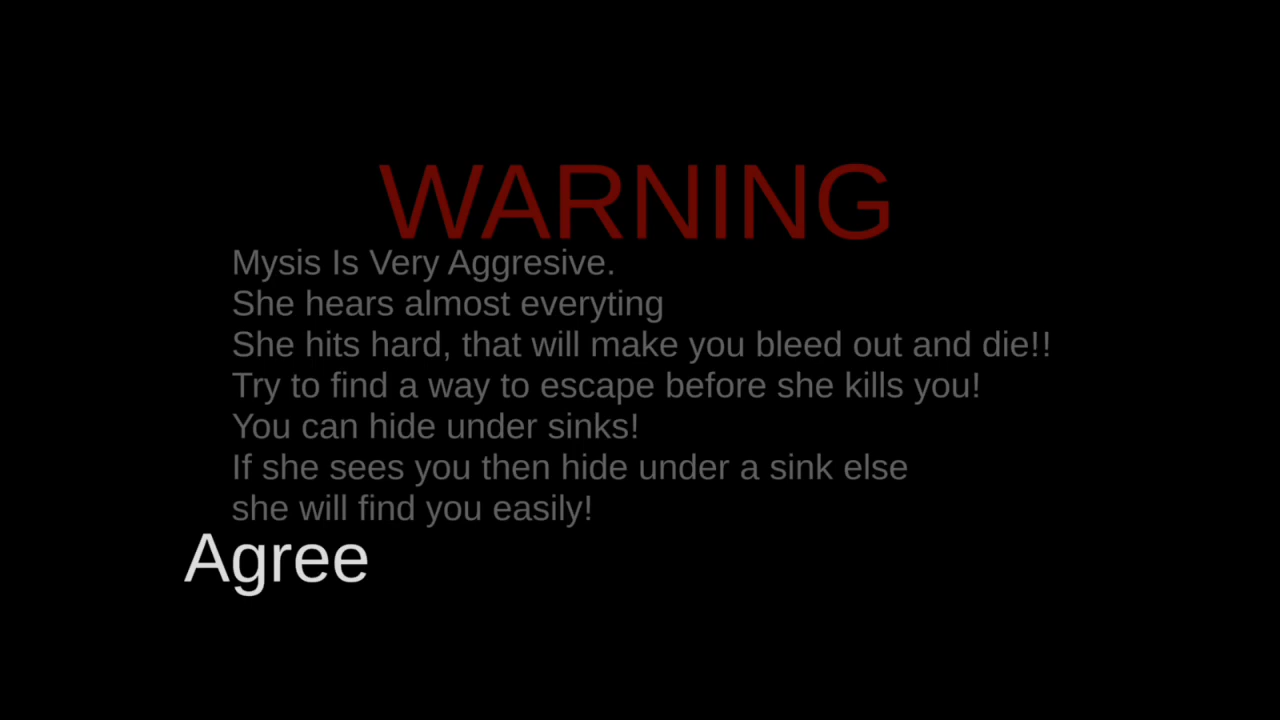 WARNING
Mysis Is Very Aggresive.
She hears almost everyting
She hits hard, that will make you bleed out and die!!
Try to find a way to escape before she kills you!
You can hide under sinks!
If she sees you then hide under a sink else
she will find you easily!
Agree